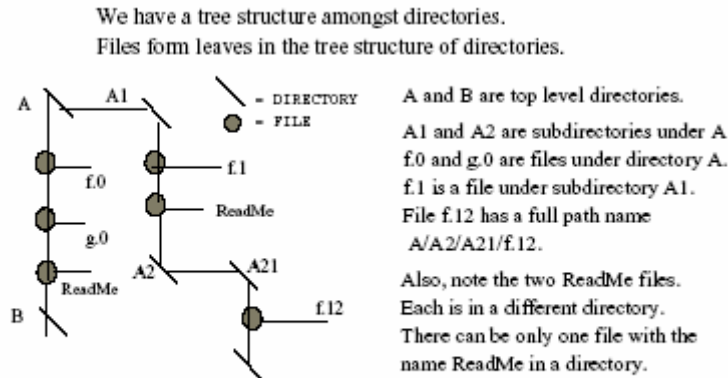 We have a tree structure amongst directories.
Files form leaves in the tree structure of directories.
A
A1
= DIRECTORY
= FILE
f.0
f.1
g.0
ReadMe
ReadMe
A2
A21
B
f.12
A and B are top level directories.
A1 and A2 are subdirectories under A
f.0 and g.0 are files under directory A.
f.1 is a file under subdirectory A1.
File f.12 has a full path name
A/A2/A21/f.12.
Also, note the two ReadMe files.
Each is in a different directory.
There can be only one file with the
name ReadMe in a directory.